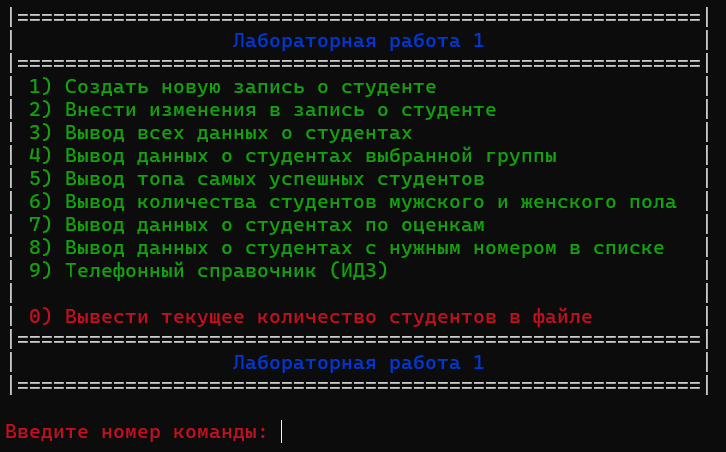 |=========================================================|
| Лабораторная работа 1 |
|=========================================================|
| 1) Создать новую запись о студенте |
| 2) Внести изменения в запись о студенте |
| 3) Вывод всех данных о студентах |
| 4) Вывод данных о студентах выбранной группы |
| 5) Вывод топа самых успешных студентов |
| 6) Вывод количества студентов мужского и женского пола |
| 7) Вывод данных о студентах по оценкам |
| 8) Вывод данных о студентах с нужным номером в списке |
| 9) Телефонный справочник (ИДЗ) |
| |
| 0) Вывести текущее количество студентов в файле |
|=========================================================|
| Лабораторная работа 1 |
|=========================================================|
Введите номер команды: